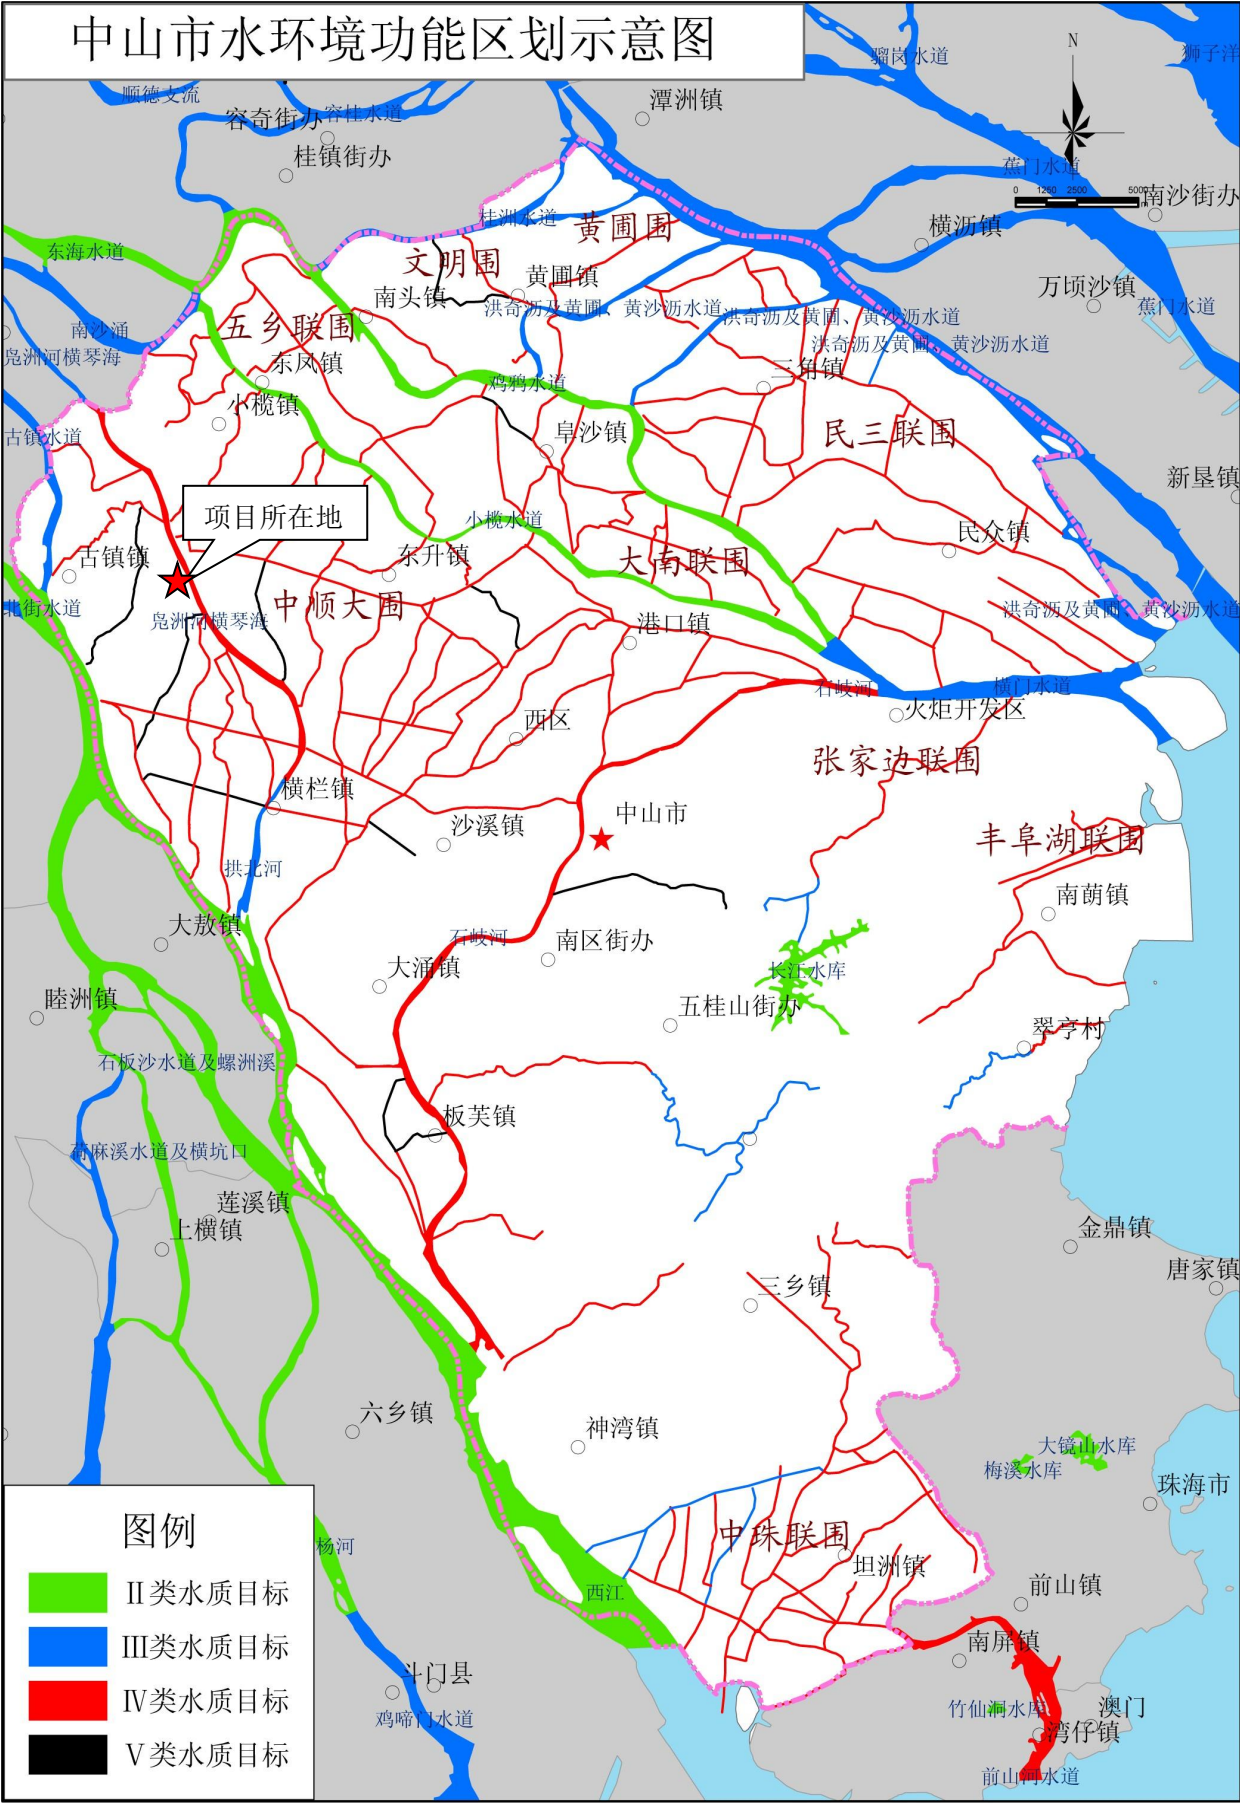 中山市水环境功能区划示意图
骝岗水道
狮子洋
N
顺德支流
容奇街办
容桂水道
潭洲镇
桂镇街办
蕉门水道
0 1250 2500 5000
南沙街办
桂洲水道
黄圃围
横沥镇
东海水道
文明围
黄圃镇
万顷沙镇
南头镇
洪奇沥及黄圃、黄沙沥水道
洪奇沥及黄圃、黄沙沥水道
蕉门水道
南沙涌
五乡联围
洪奇沥及黄圃、黄沙沥水道
凫洲河横琴海
东凤镇
鸡鸦水道
三角镇
小榄镇
古镇水道
阜沙镇
民三联围
新垦镇
项目所在地
小榄水道
民众镇
古镇镇
东升镇
大南联围
北街水道
凫洲河横琴海
中顺大围
港口镇
洪奇沥及黄圃、黄沙沥水道
石岐河
横门水道
西区
火炬开发区
张家边联围
横栏镇
沙溪镇
中山市
丰阜湖联围
拱北河
南蓢镇
大敖镇
石岐河
南区街办
大涌镇
长江水库
睦洲镇
五桂山街办
翠亨村
石板沙水道及螺洲溪
板芙镇
荷麻溪水道及横坑口
莲溪镇
上横镇
金鼎镇
唐家镇
三乡镇
六乡镇
神湾镇
大镜山水库
梅溪水库
珠海市
图例
中珠联围
杨河
坦洲镇
II类水质目标
西江
前山镇
III类水质目标
南屏镇
斗门县
IV类水质目标
竹仙洞水库
澳门
鸡啼门水道
湾仔镇
V类水质目标
前山河水道